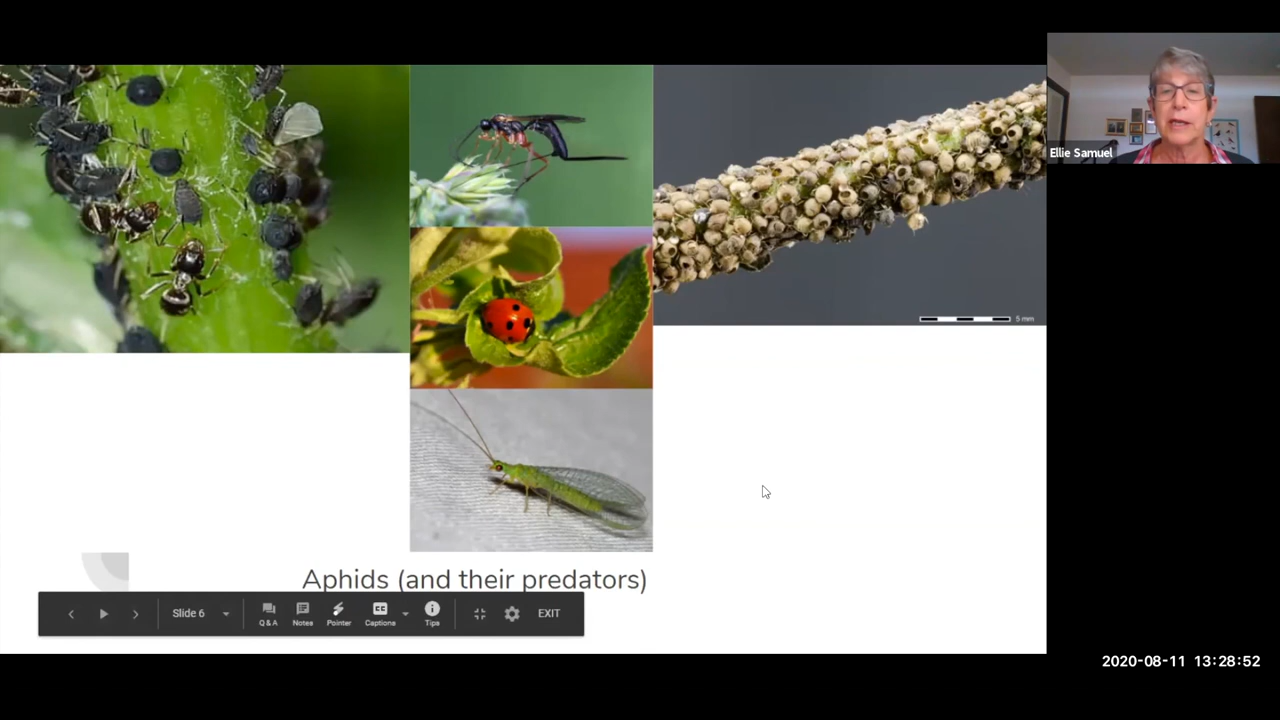 Ellie Samuel
5 mm
Aphids (and their predators)
Slide 6
Q & A
Notes
Pointer
Captions
Tips
EXIT
2020-08-11 13:28:52